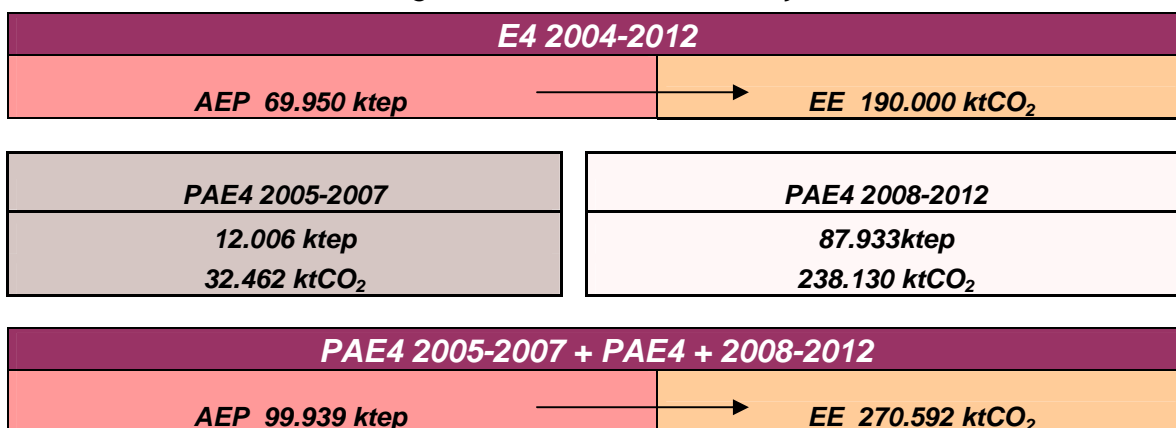 E4 2004-2012
AEP 69.950 ktep EE 190.000 ktCO₂
PAE4 2005-2007 PAE4 2008-2012
12.006 ktep 87.933ktep
32.462 ktCO₂ 238.130 ktCO₂
PAE4 2005-2007 + PAE4 + 2008-2012
AEP 99.939 ktep EE 270.592 ktCO₂